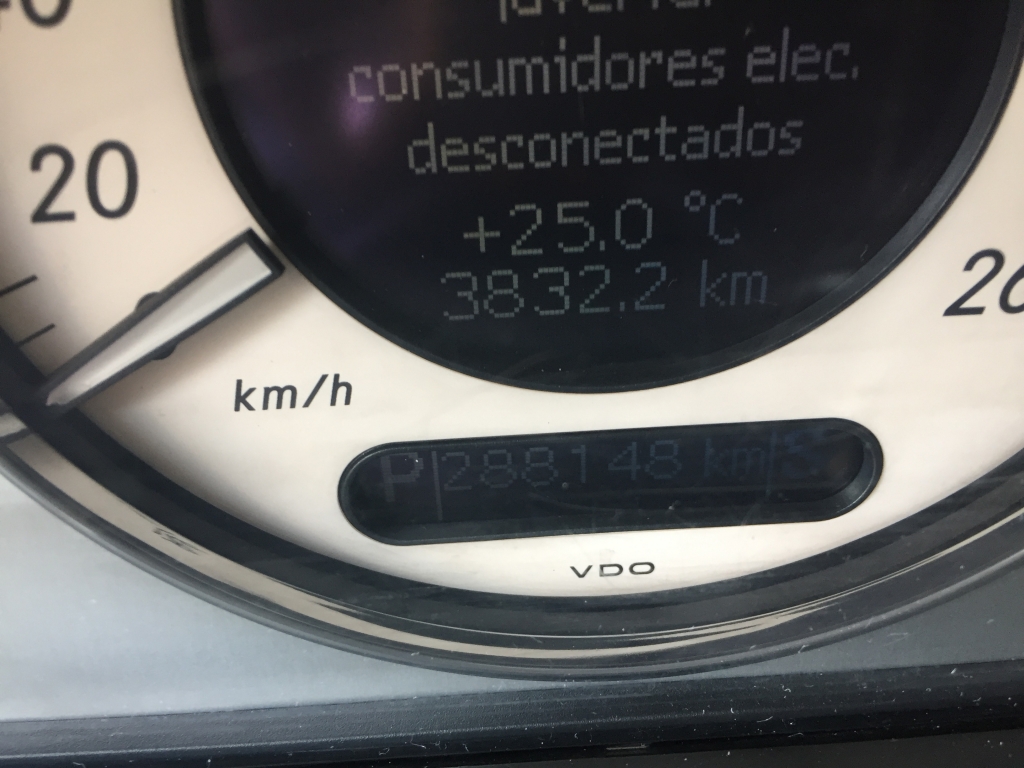 20
consumidores elec.
desconectados
+25.0 °C
3832.2 km
km/h
P 288148 km S
VDO